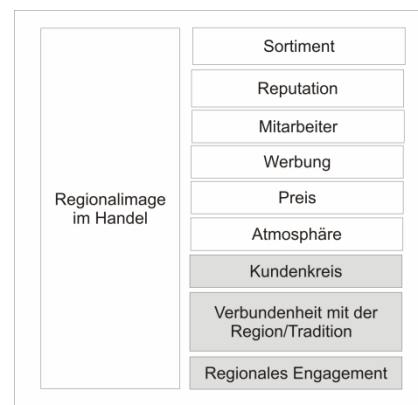 Regionalimage
im Handel
Sortiment
Reputation
Mitarbeiter
Werbung
Preis
Atmosphäre
Kundenkreis
Verbundenheit mit der
Region/Tradition
Regionales Engagement